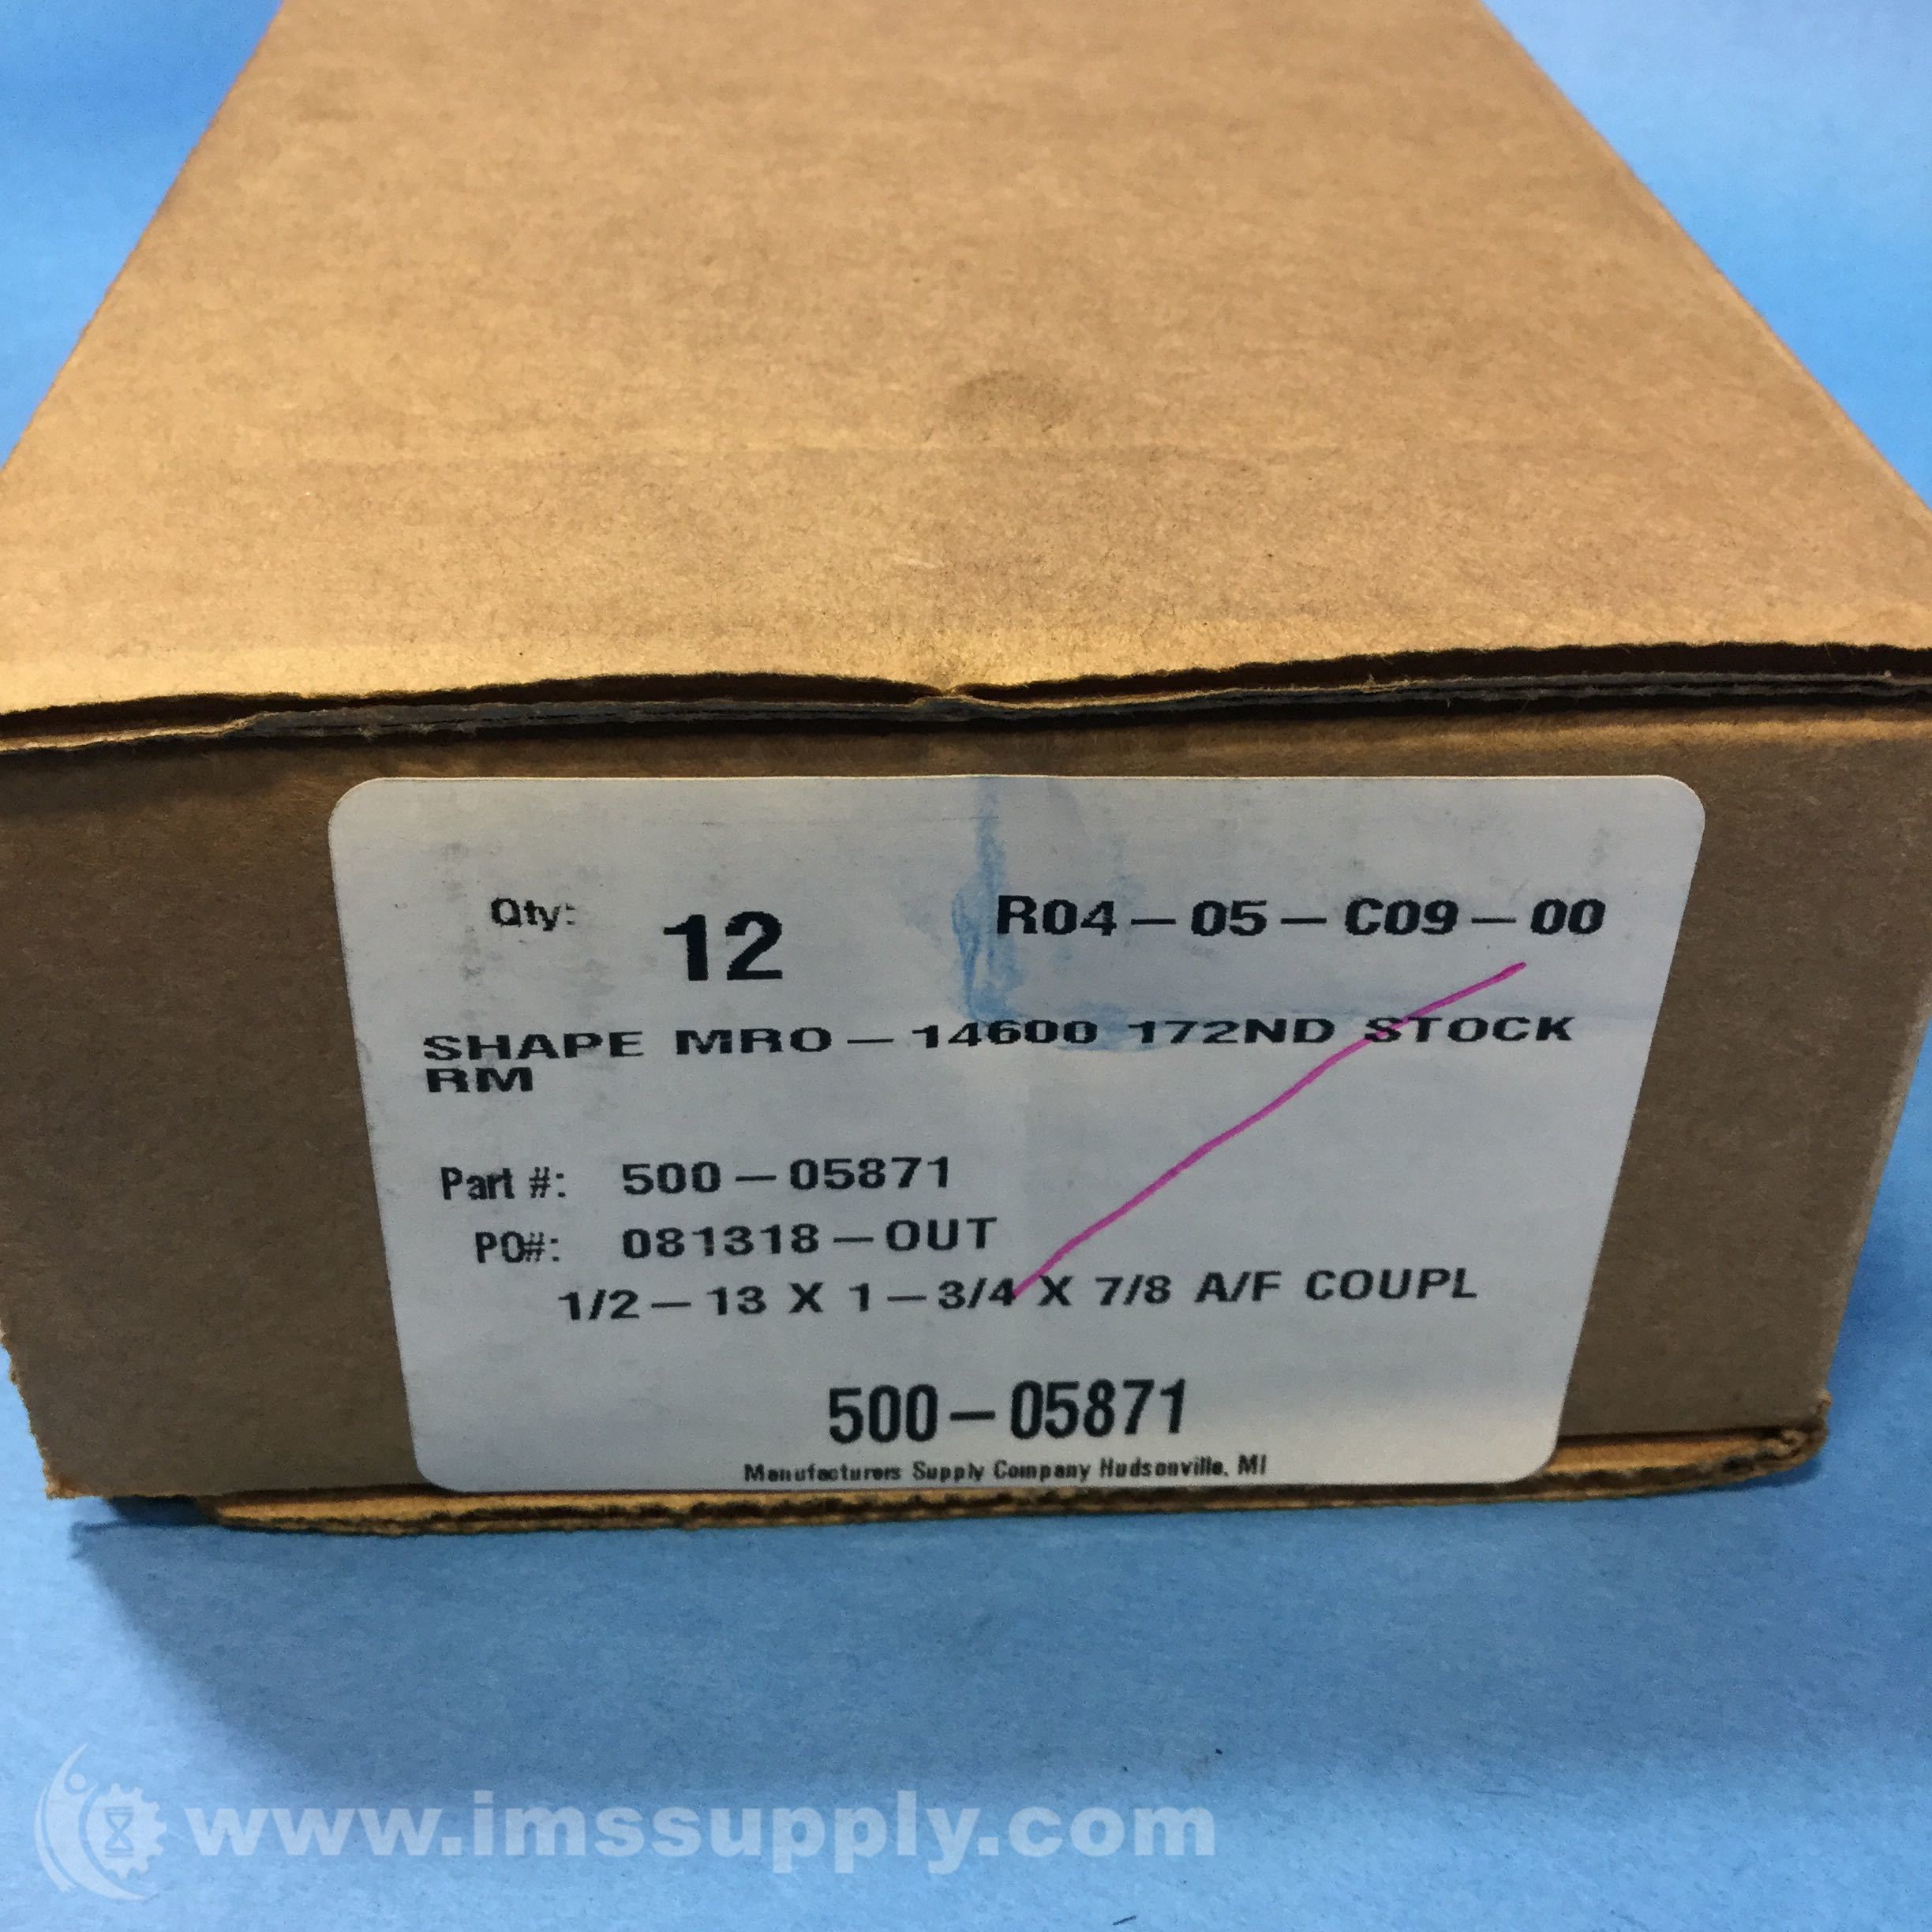 Qty: 12 R04-05-C09-00
SHAPE MRO-14600 172ND STOCK
RM
Part #: 500-05871
PO#: 081318-OUT
1/2-13 X 1-3/4 X 7/8 A/F COUPL
500-05871
Manufacturers Supply Company Hudsonville, MI
www.imssupply.com